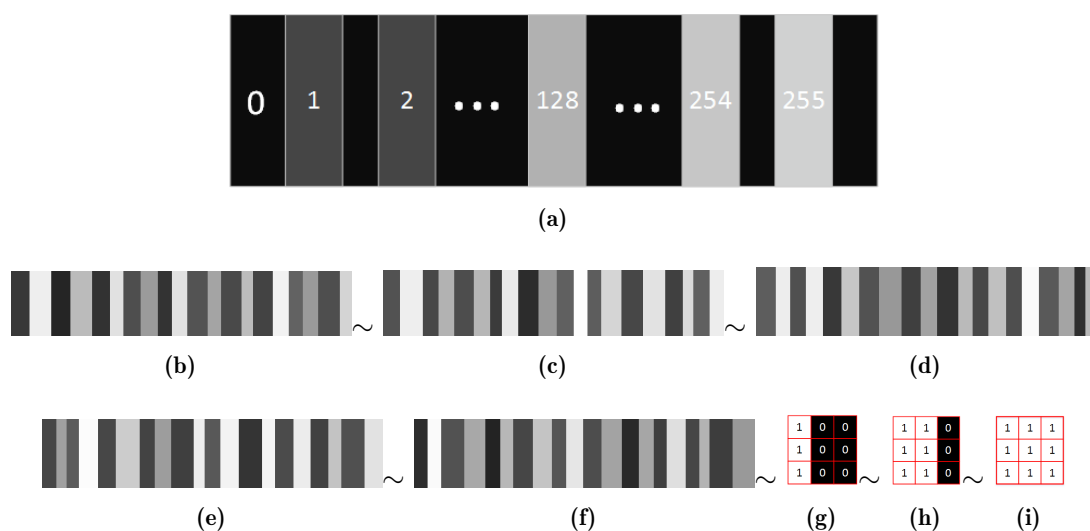 0 1 2 ... 128 ... 254 255
(a)
~ ~
(b) (c) (d)
1 0 0 1 1 0 1 1 1
1 0 0 1 1 0 1 1 1
1 0 0 1 1 0 1 1 1
~ ~ ~ ~
(e) (f) (g) (h) (i)